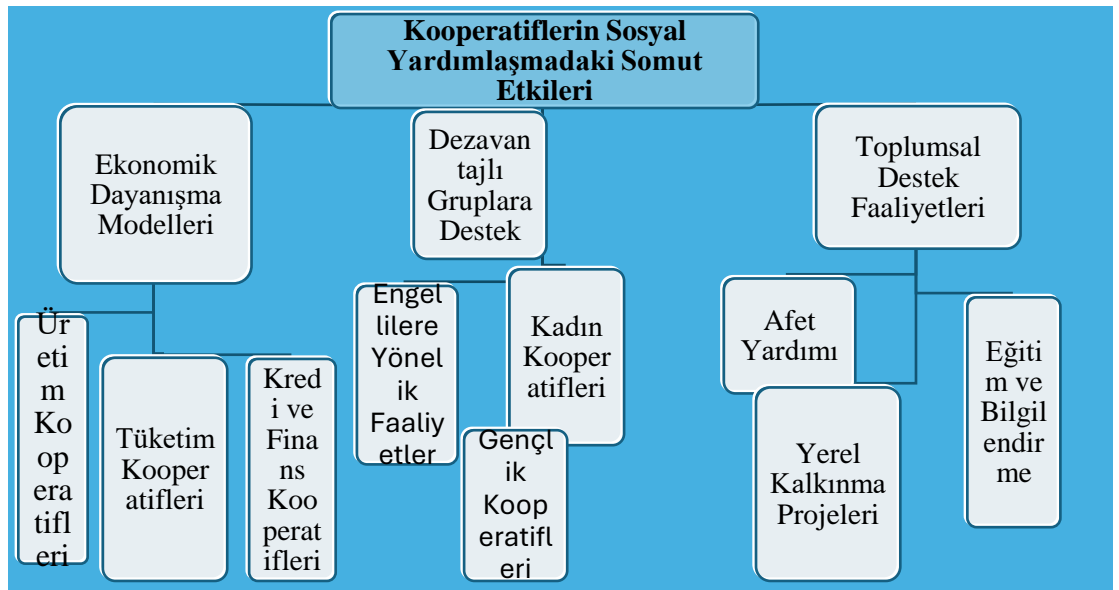 Kooperatiflerin Sosyal
Yardımlaşmadaki Somut
Etkileri
Ekonomik
Dayanışma
Modelleri
Dezavan
tajlı
Gruplara
Destek
Toplumsal
Destek
Faaliyetleri
Ür
eti
m
Ko
op
era
tifl
eri
Tüketim
Kooper
atifleri
Kred
i ve
Fina
ns
Koo
perat
ifleri
Engel
lilere
Yönel
ik
Faaliy
etler
Kadın
Kooper
atifleri
Gençl
ik
Koop
eratifl
eri
Afet
Yardımı
Yerel
Kalkınma
Projeleri
Eğiti
m ve
Bilgil
endir
me